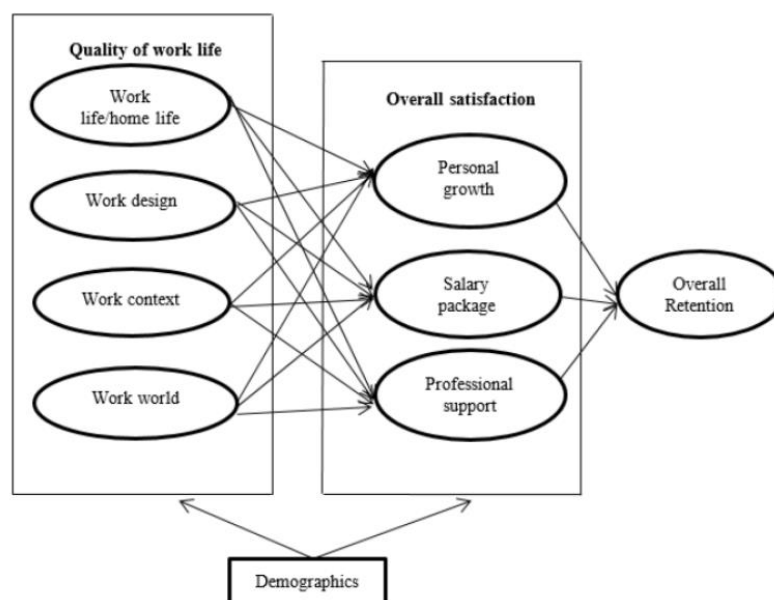 Quality of work life
Work
life/home life
Work design
Work context
Work world
Overall satisfaction
Personal
growth
Salary
package
Professional
support
Overall
Retention
Demographics